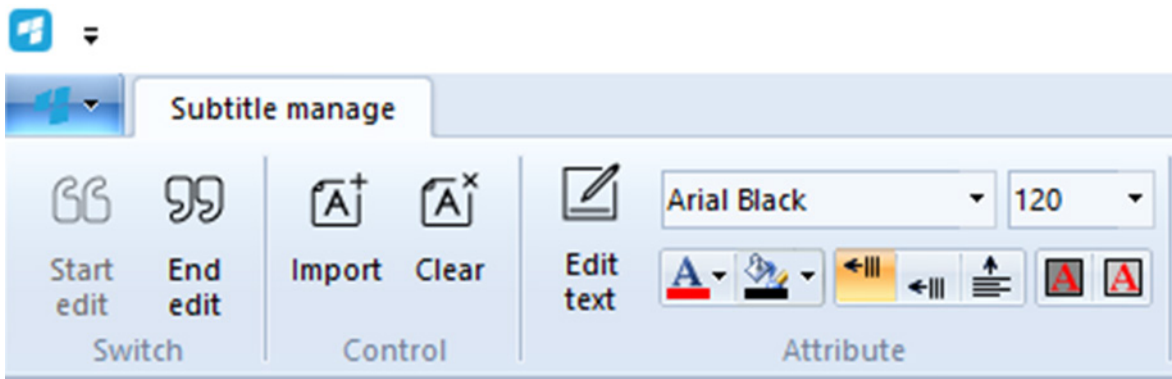 Subtitle manage
Arial Black 120
Start edit
End edit
Import
Clear
Edit text
Switch
Control
Attribute